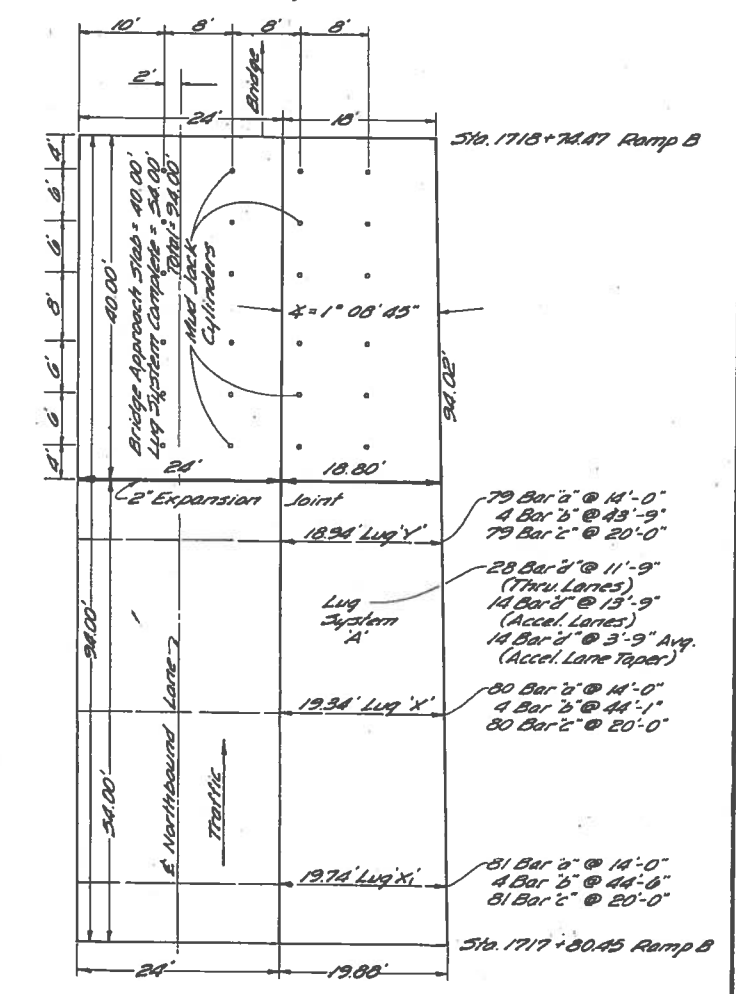 10' 8' 8' 8'
2'
Bridge
24' 18'
Sta. 1718+74.47 Ramp B
4'
6'
6'
8'
6'
6'
4'
40.00'
Bridge Approach Slab = 40.00'
Lug System Complete = 54.00'
Total = 94.00'
Mud Jack
Cylinders
∡ = 1° 08' 45"
94.02'
24' 18.80'
2" Expansion Joint
79 Bar "a" @ 14'-0"
4 Bar "b" @ 43'-9"
79 Bar "c" @ 20'-0"
18.94' Lug 'Y'
28 Bar "d" @ 11'-9"
(Thru. Lanes)
14 Bar "d" @ 13'-9"
(Accel. Lanes)
14 Bar "d" @ 3'-9" Avg.
(Accel. Lane Taper)
Lug
System
'A'
94.00'
80 Bar "a" @ 14'-0"
4 Bar "b" @ 44'-1"
80 Bar "c" @ 20'-0"
19.34' Lug 'X'
54.00'
℄ Northbound Lane
Traffic
81 Bar "a" @ 14'-0"
4 Bar "b" @ 44'-6"
81 Bar "c" @ 20'-0"
19.74' Lug 'X₁'
Sta. 1717+80.45 Ramp B
24' 19.88'